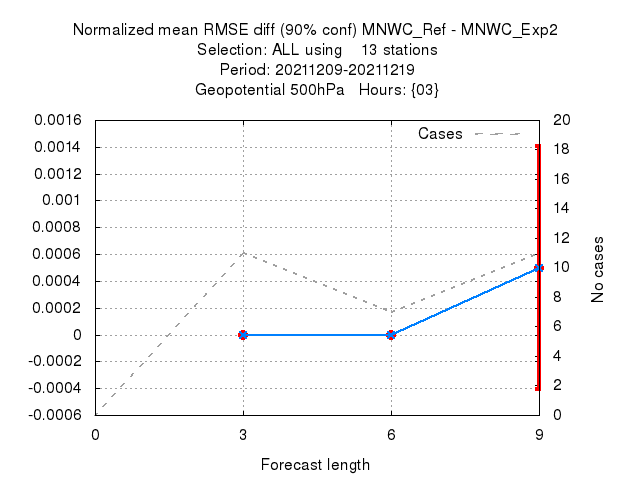 Normalized mean RMSE diff (90% conf) MNWC_Ref - MNWC_Exp2
Selection: ALL using    13 stations
Period: 20211209-20211219
Geopotential 500hPa   Hours: {03}
Cases
0.0016
0.0014
0.0012
0.001
0.0008
0.0006
0.0004
0.0002
0
-0.0002
-0.0004
-0.0006
20
18
16
14
12
10
8
6
4
2
0
No cases
0 3 6 9
Forecast length